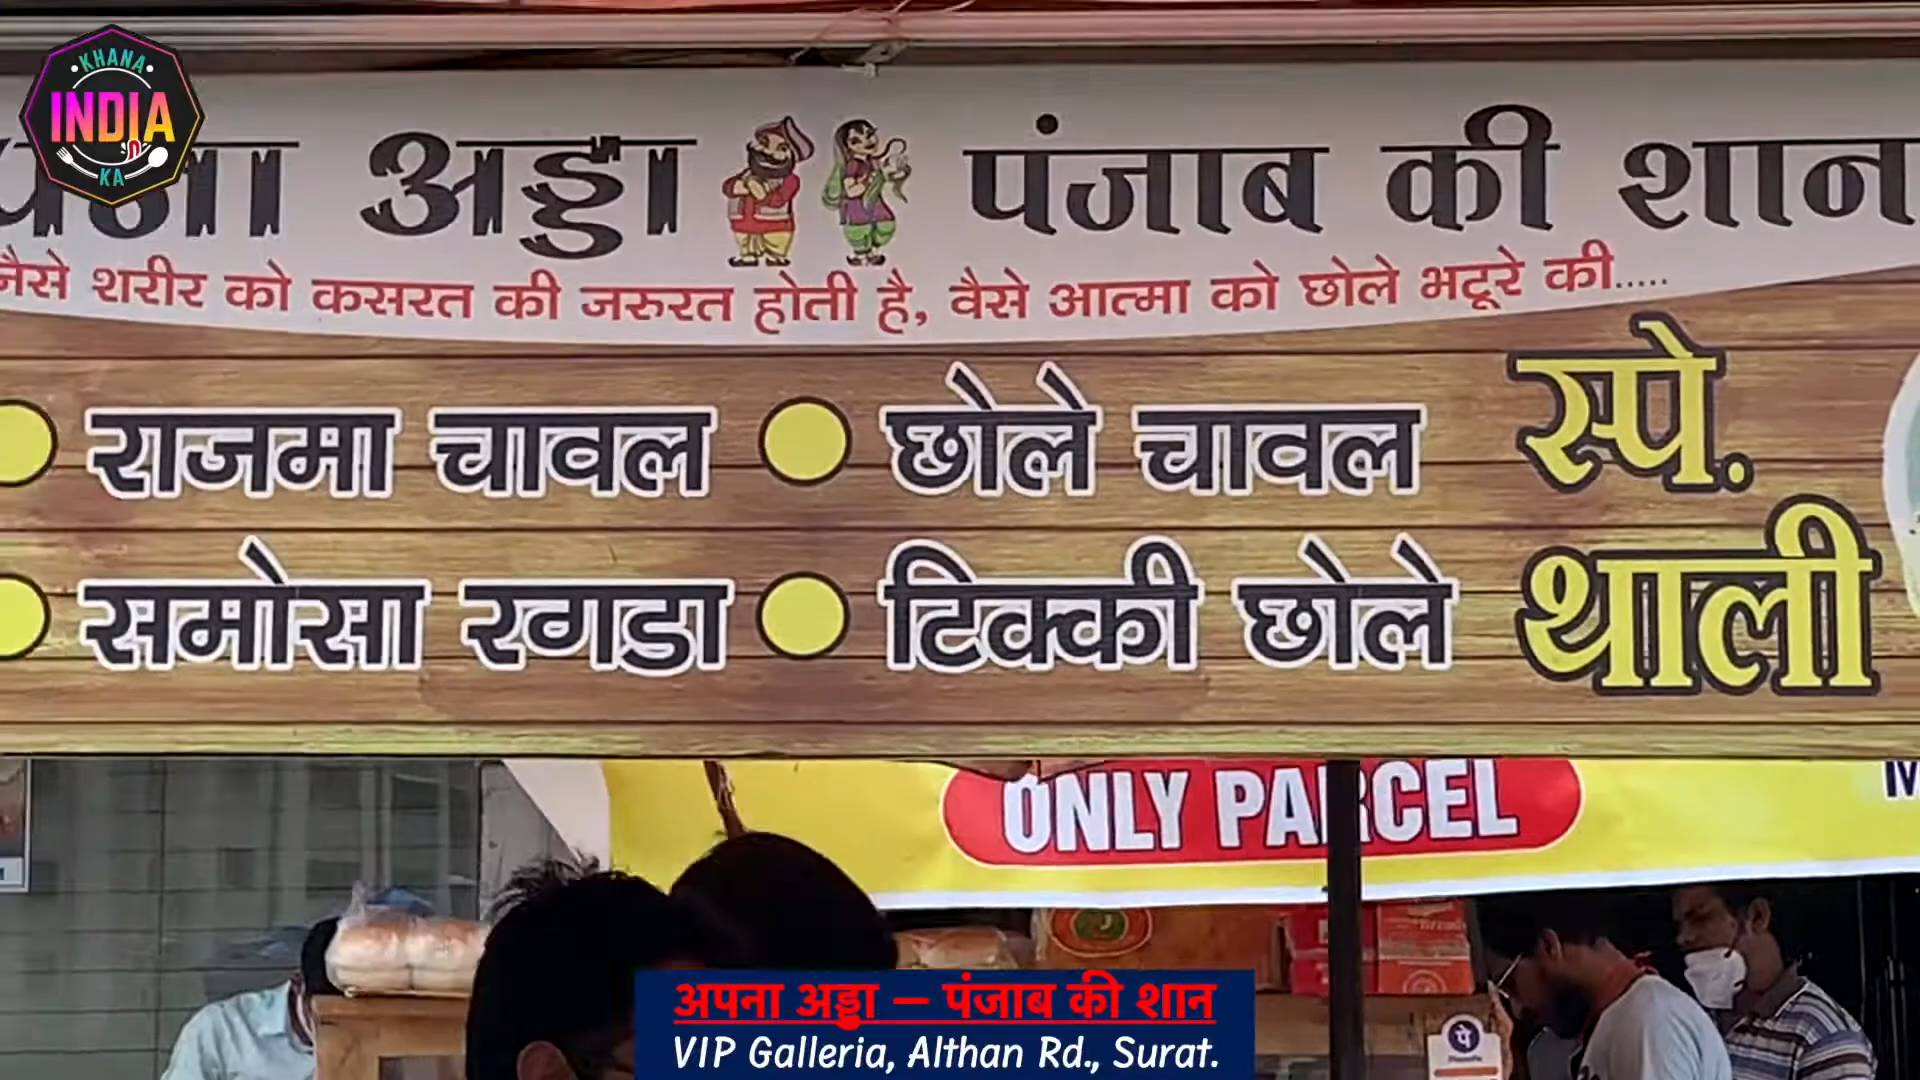 KHANA
INDIA
KA
अड्डा पंजाब की शान
जैसे शरीर को कसरत की जरुरत होती है, वैसे आत्मा को छोले भटूरे की.....
राजमा चावल छोले चावल स्पे.
समोसा रगडा टिक्की छोले थाली
ONLY PARCEL
पे
अपना अड्डा – पंजाब की शान
VIP Galleria, Althan Rd., Surat.